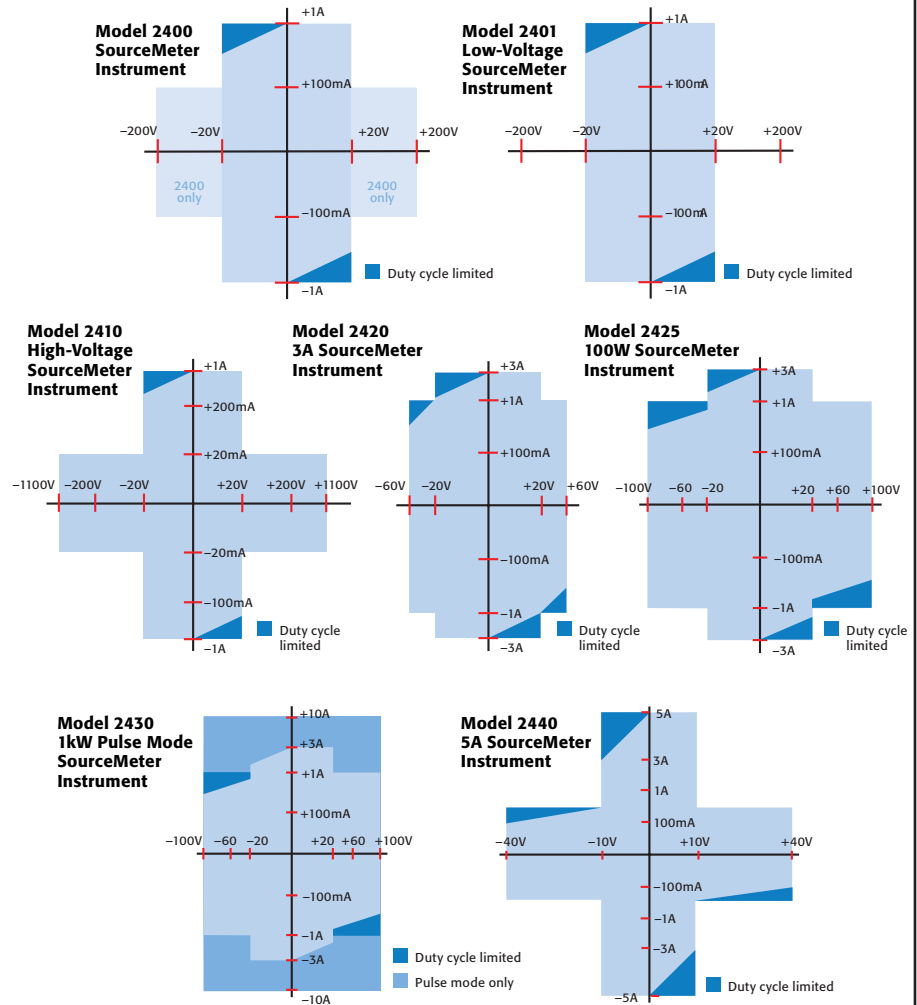 Model 2400
SourceMeter
Instrument
+1A
+100mA
−200V
−20V
+20V
+200V
2400
only
2400
only
−100mA
−1A
Duty cycle limited
Model 2401
Low-Voltage
SourceMeter
Instrument
+1A
+100mA
−200V
−20V
+20V
+200V
−100mA
−1A
Duty cycle limited
Model 2410
High-Voltage
SourceMeter
Instrument
+1A
+200mA
+20mA
−1100V
−200V
−20V
+20V
+200V
+1100V
−20mA
−100mA
−1A
Duty cycle
limited
Model 2420
3A SourceMeter
Instrument
+3A
+1A
+100mA
−60V
−20V
+20V
+60V
−100mA
−1A
−3A
Duty cycle
limited
Model 2425
100W SourceMeter
Instrument
+3A
+1A
+100mA
−100V
−60
−20
+20
+60
+100V
−100mA
−1A
−3A
Duty cycle
limited
Model 2430
1kW Pulse Mode
SourceMeter
Instrument
+10A
+3A
+1A
+100mA
−100V
−60
−20
+20
+60
+100V
−100mA
−1A
−3A
−10A
Duty cycle limited
Pulse mode only
Model 2440
5A SourceMeter
Instrument
5A
3A
1A
100mA
−40V
−10V
+10V
+40V
−100mA
−1A
−3A
−5A
Duty cycle limited